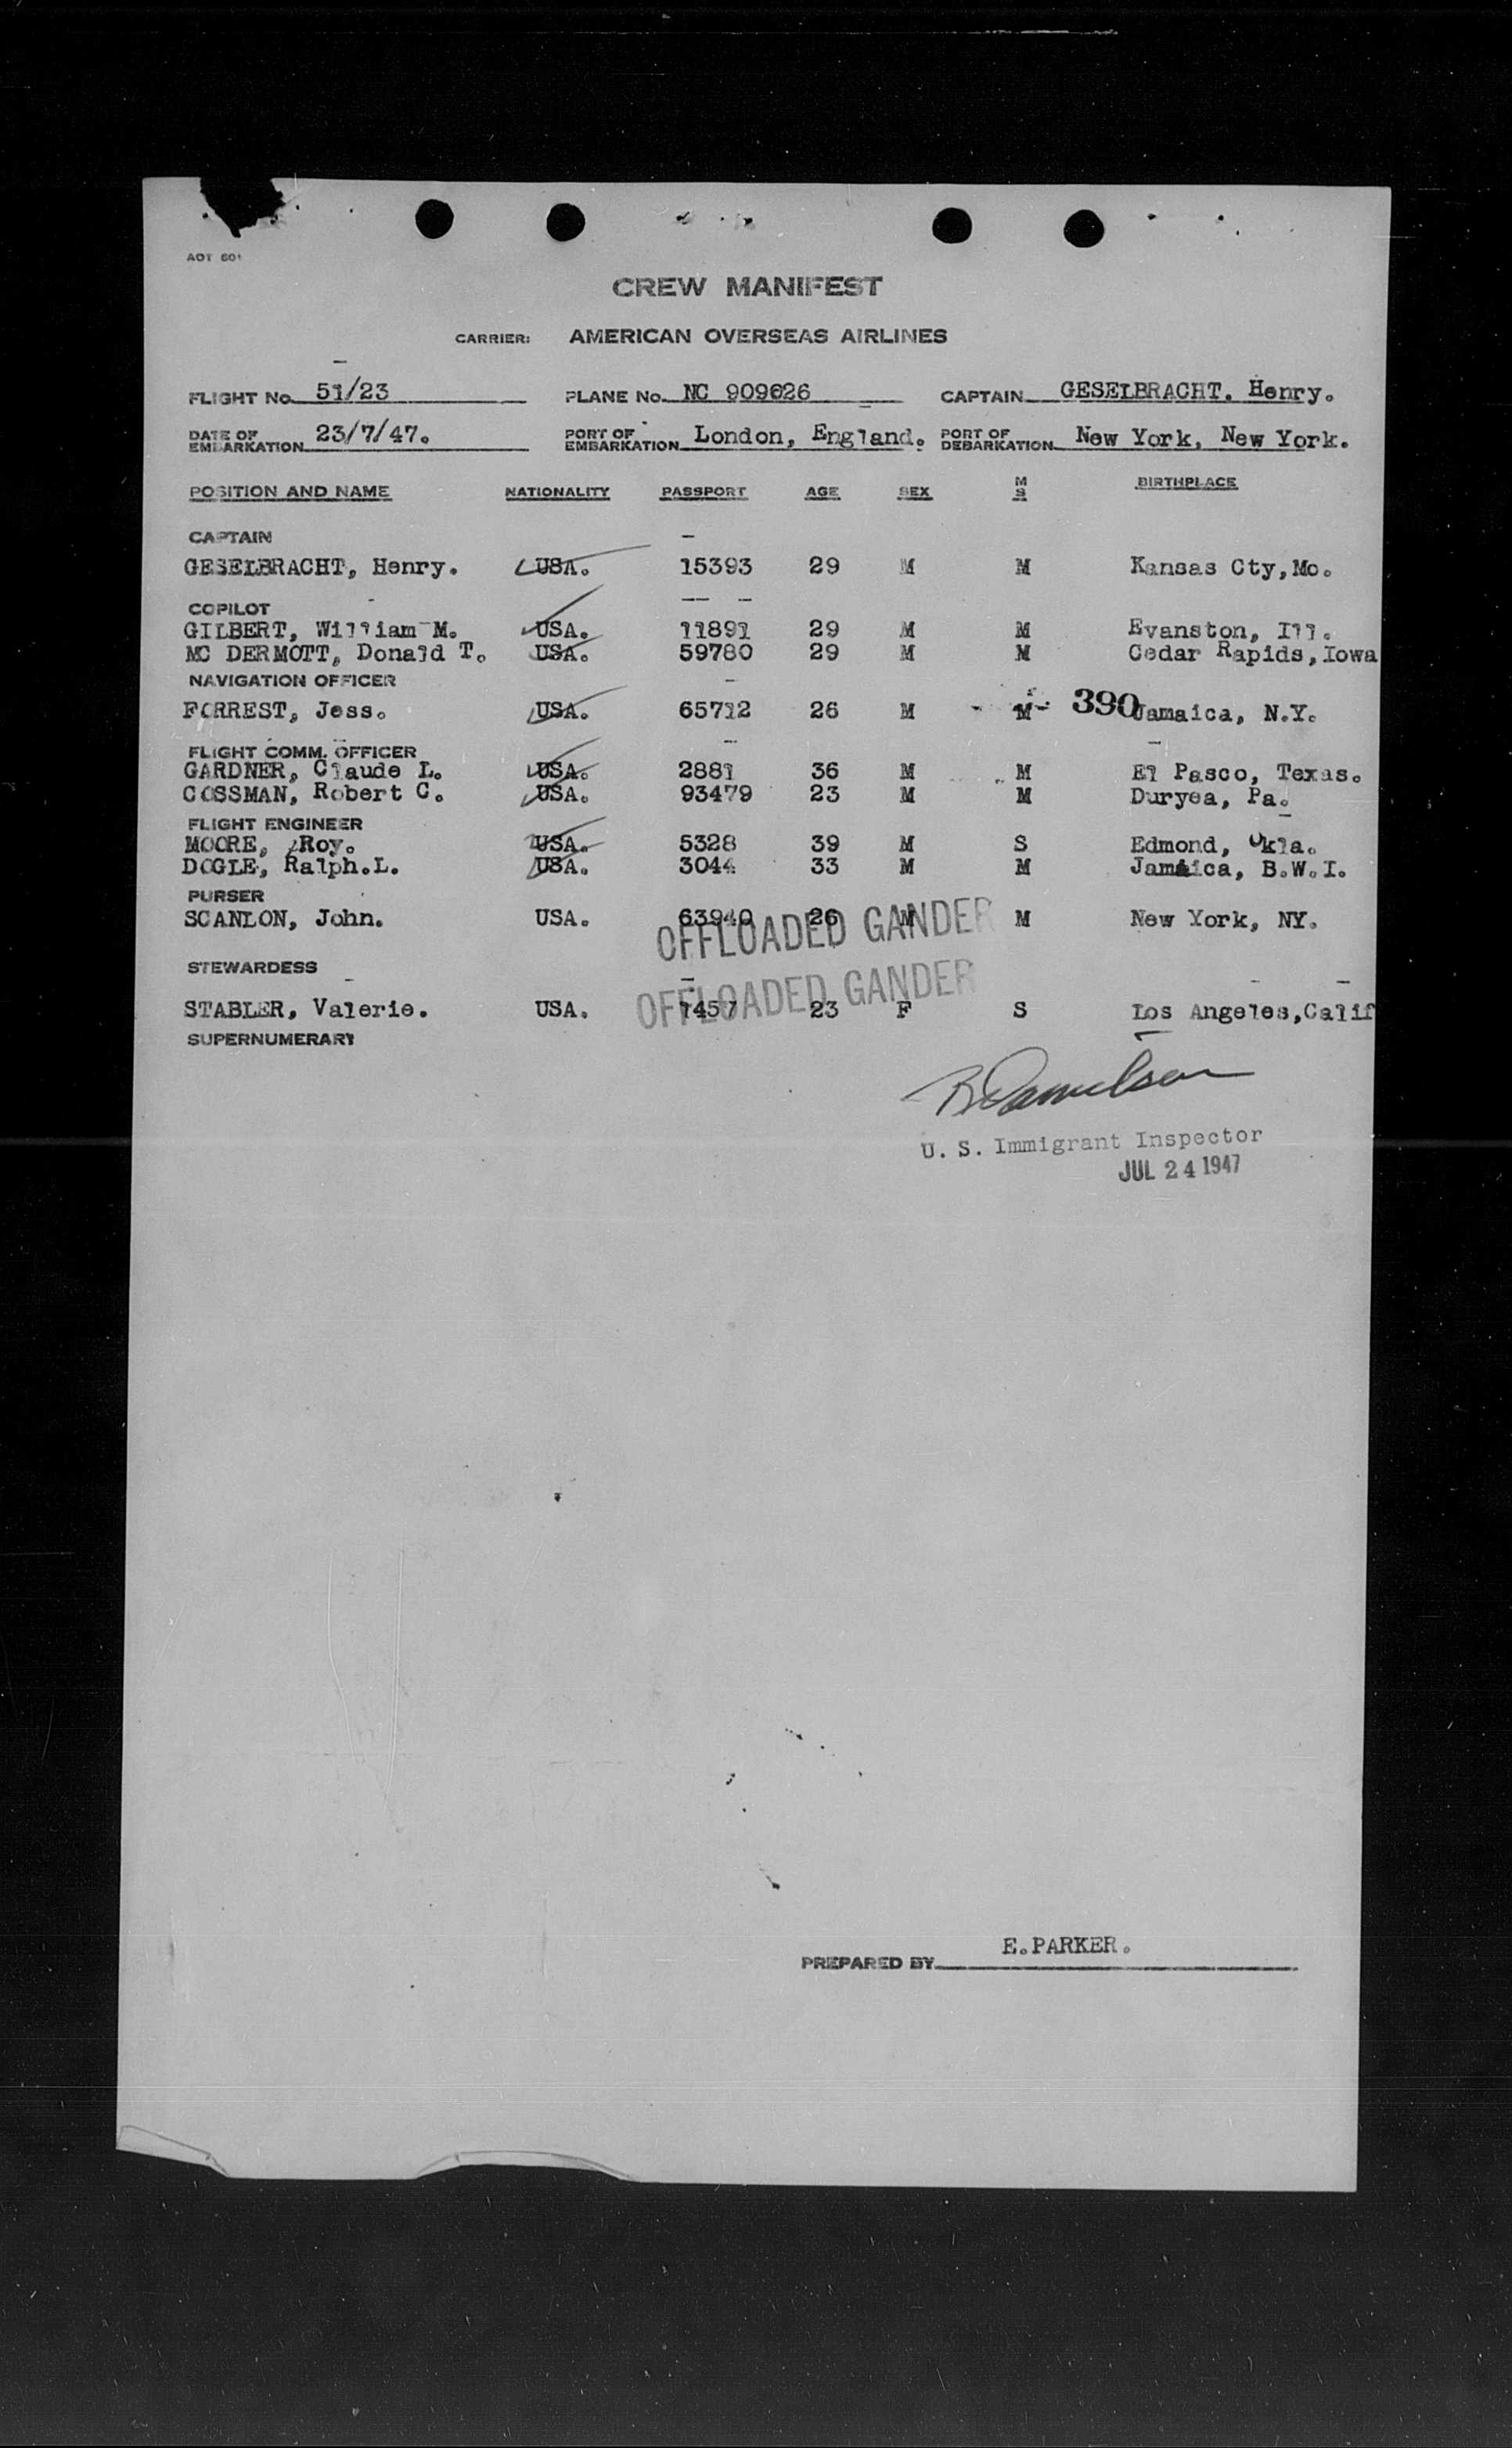 AOT 601
CREW MANIFEST
CARRIER: AMERICAN OVERSEAS AIRLINES
FLIGHT No. 51/23 PLANE No. NC 909626 CAPTAIN GESELBRACHT. Henry.
DATE OF EMBARKATION 23/7/47. PORT OF EMBARKATION London, England. PORT OF DEBARKATION New York, New York.
POSITION AND NAME NATIONALITY PASSPORT AGE SEX M S BIRTHPLACE
CAPTAIN
GESELBRACHT, Henry. USA. 15393 29 M M Kansas Cty, Mo.
COPILOT
GILBERT, William M. USA. 11891 29 M M Evanston, Ill.
MC DERMOTT, Donald T. USA. 59780 29 M M Cedar Rapids, Iowa
NAVIGATION OFFICER
FORREST, Jess. USA. 65712 26 M M 390 Jamaica, N.Y.
FLIGHT COMM. OFFICER
GARDNER, Claude L. USA. 2881 36 M M El Pasco, Texas.
COSSMAN, Robert C. USA. 93479 23 M M Duryea, Pa.
FLIGHT ENGINEER
MOORE, Roy. USA. 5328 39 M S Edmond, Okla.
DOGLE, Ralph.L. USA. 3044 33 M M Jamaica, B.W.I.
PURSER
SCANLON, John. USA. 63940 26 M M New York, NY.
OFFLOADED GANDER
STEWARDESS
OFFLOADED GANDER
STABLER, Valerie. USA. 1457 23 F S Los Angeles, Calif
SUPERNUMERARY
B Danielson
U. S. Immigrant Inspector
JUL 24 1947
E. PARKER.
PREPARED BY